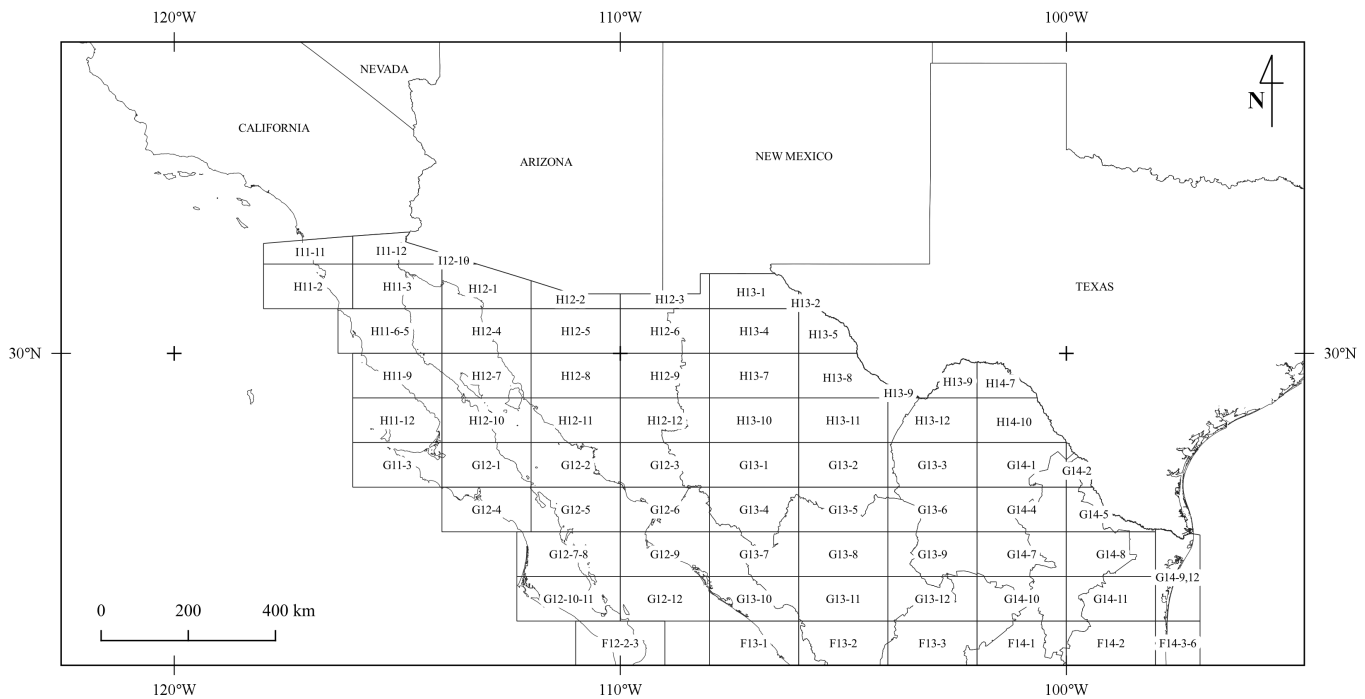 120°W 110°W 100°W
NEVADA
N
CALIFORNIA
ARIZONA
NEW MEXICO
I11-11 I11-12
I12-10
H11-2 H11-3 H12-1 H13-1 TEXAS
H12-2 H12-3 H13-2
H11-6-5 H12-4 H12-5 H12-6 H13-4 H13-5
30°N 30°N
H11-9 H12-7 H12-8 H12-9 H13-7 H13-8 H13-9 H14-7
H13-9
H11-12 H12-10 H12-11 H12-12 H13-10 H13-11 H13-12 H14-10
G11-3 G12-1 G12-2 G12-3 G13-1 G13-2 G13-3 G14-1 G14-2
G12-4 G12-5 G12-6 G13-4 G13-5 G13-6 G14-4 G14-5
G12-7-8 G12-9 G13-7 G13-8 G13-9 G14-7 G14-8
G14-9,12
G12-10-11 G12-12 G13-10 G13-11 G13-12 G14-10 G14-11
0 200 400 km
F12-2-3 F13-1 F13-2 F13-3 F14-1 F14-2 F14-3-6
120°W 110°W 100°W